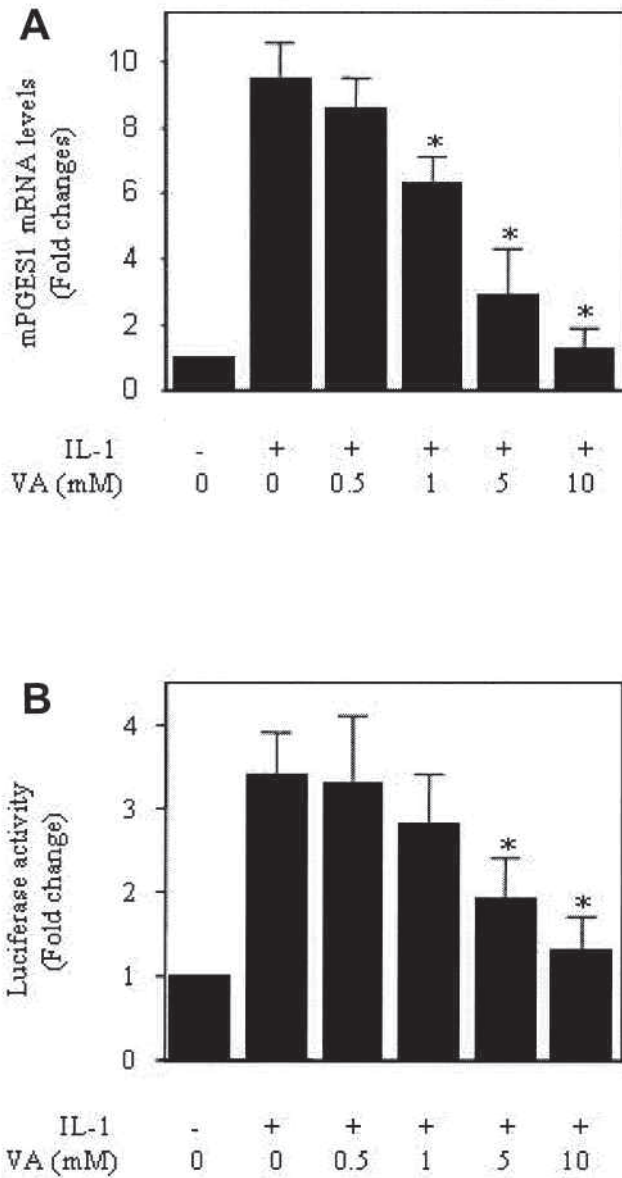 A
mPGES1 mRNA levels
(Fold changes)
10
8
6
4
2
0
*
*
*
IL-1 - + + + + +
VA (mM) 0 0 0.5 1 5 10
B
Luciferase activity
(Fold change)
4
3
2
1
0
*
*
IL-1 - + + + + +
VA (mM) 0 0 0.5 1 5 10